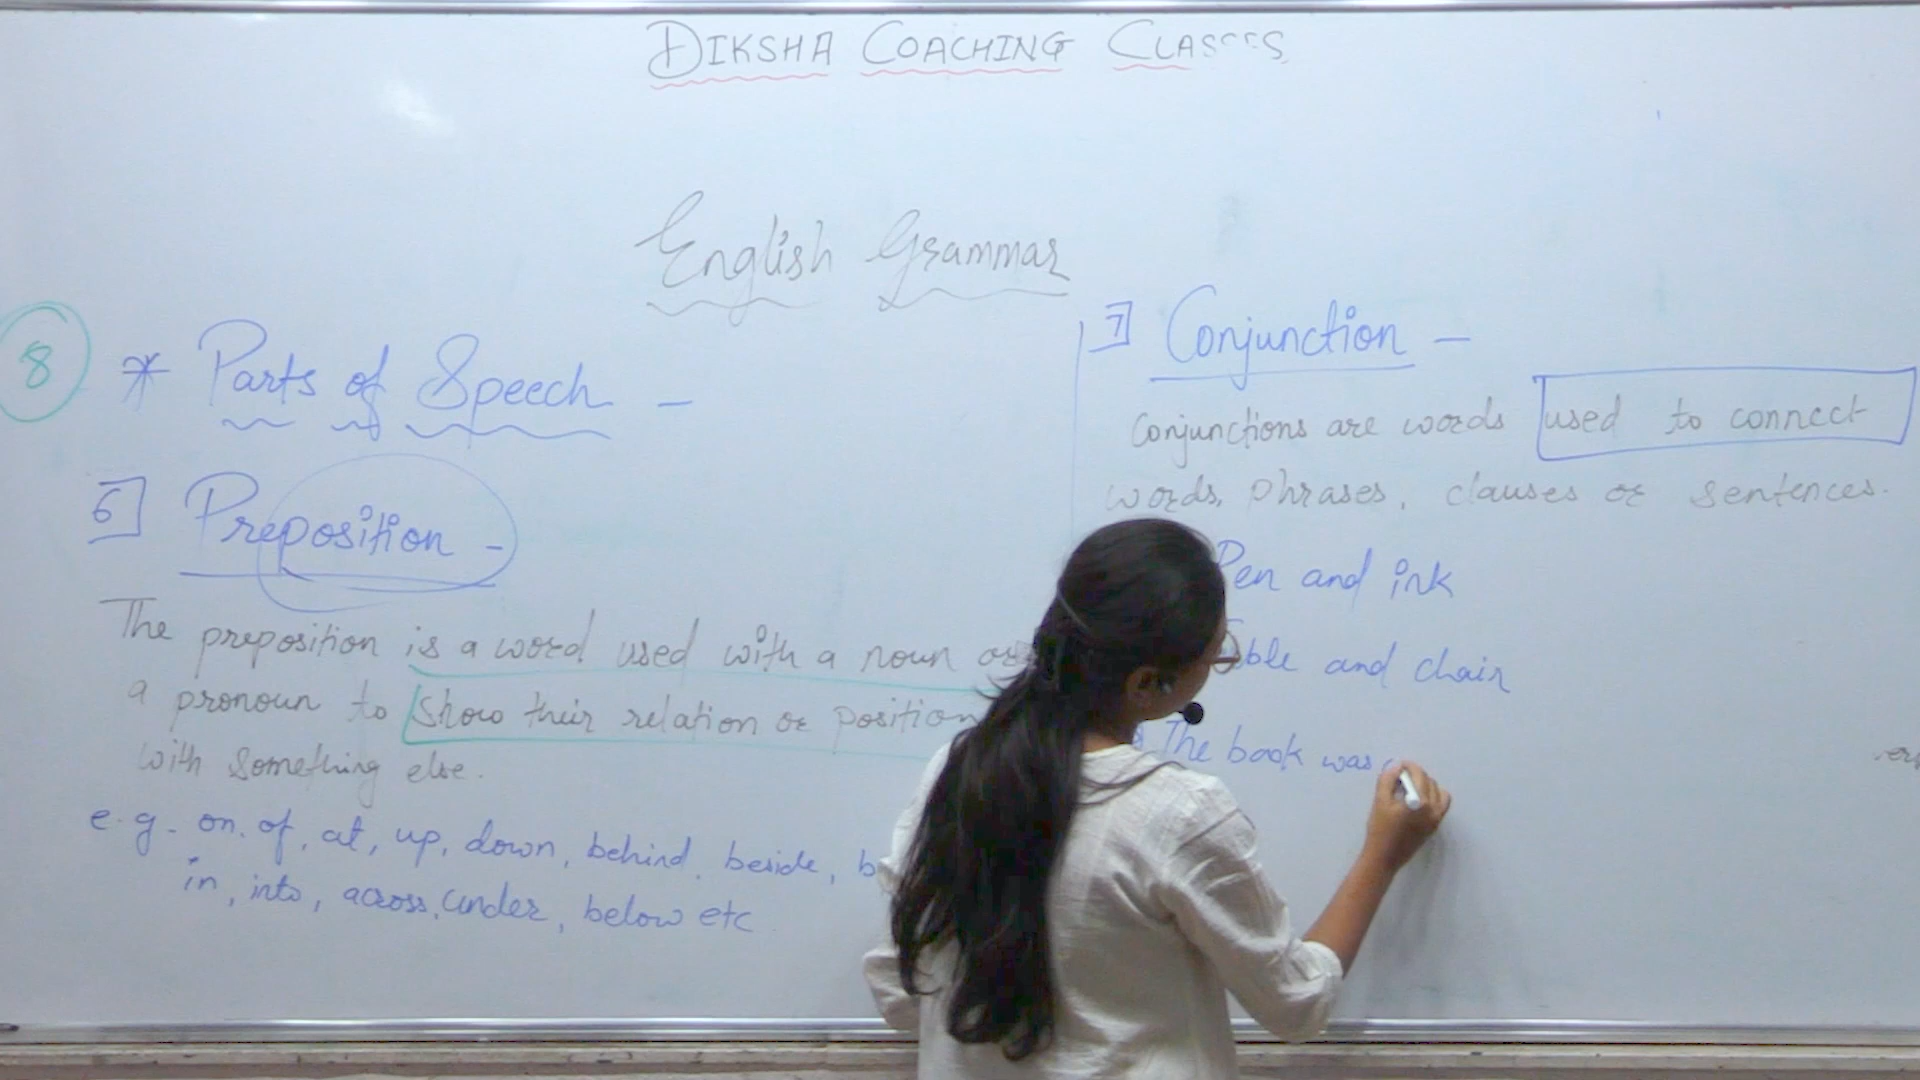 DIKSHA COACHING CLASSES
English Grammar
8
* Parts of Speech -
6] Preposition -
The preposition is a word used with a noun or
a pronoun to show their relation or position
with something else.
e.g. on, of, at, up, down, behind, beside,
in, into, across, under, below etc
7] Conjunction -
Conjunctions are words used to connect
words, phrases, clauses or sentences.
Pen and ink
and chair
The book was